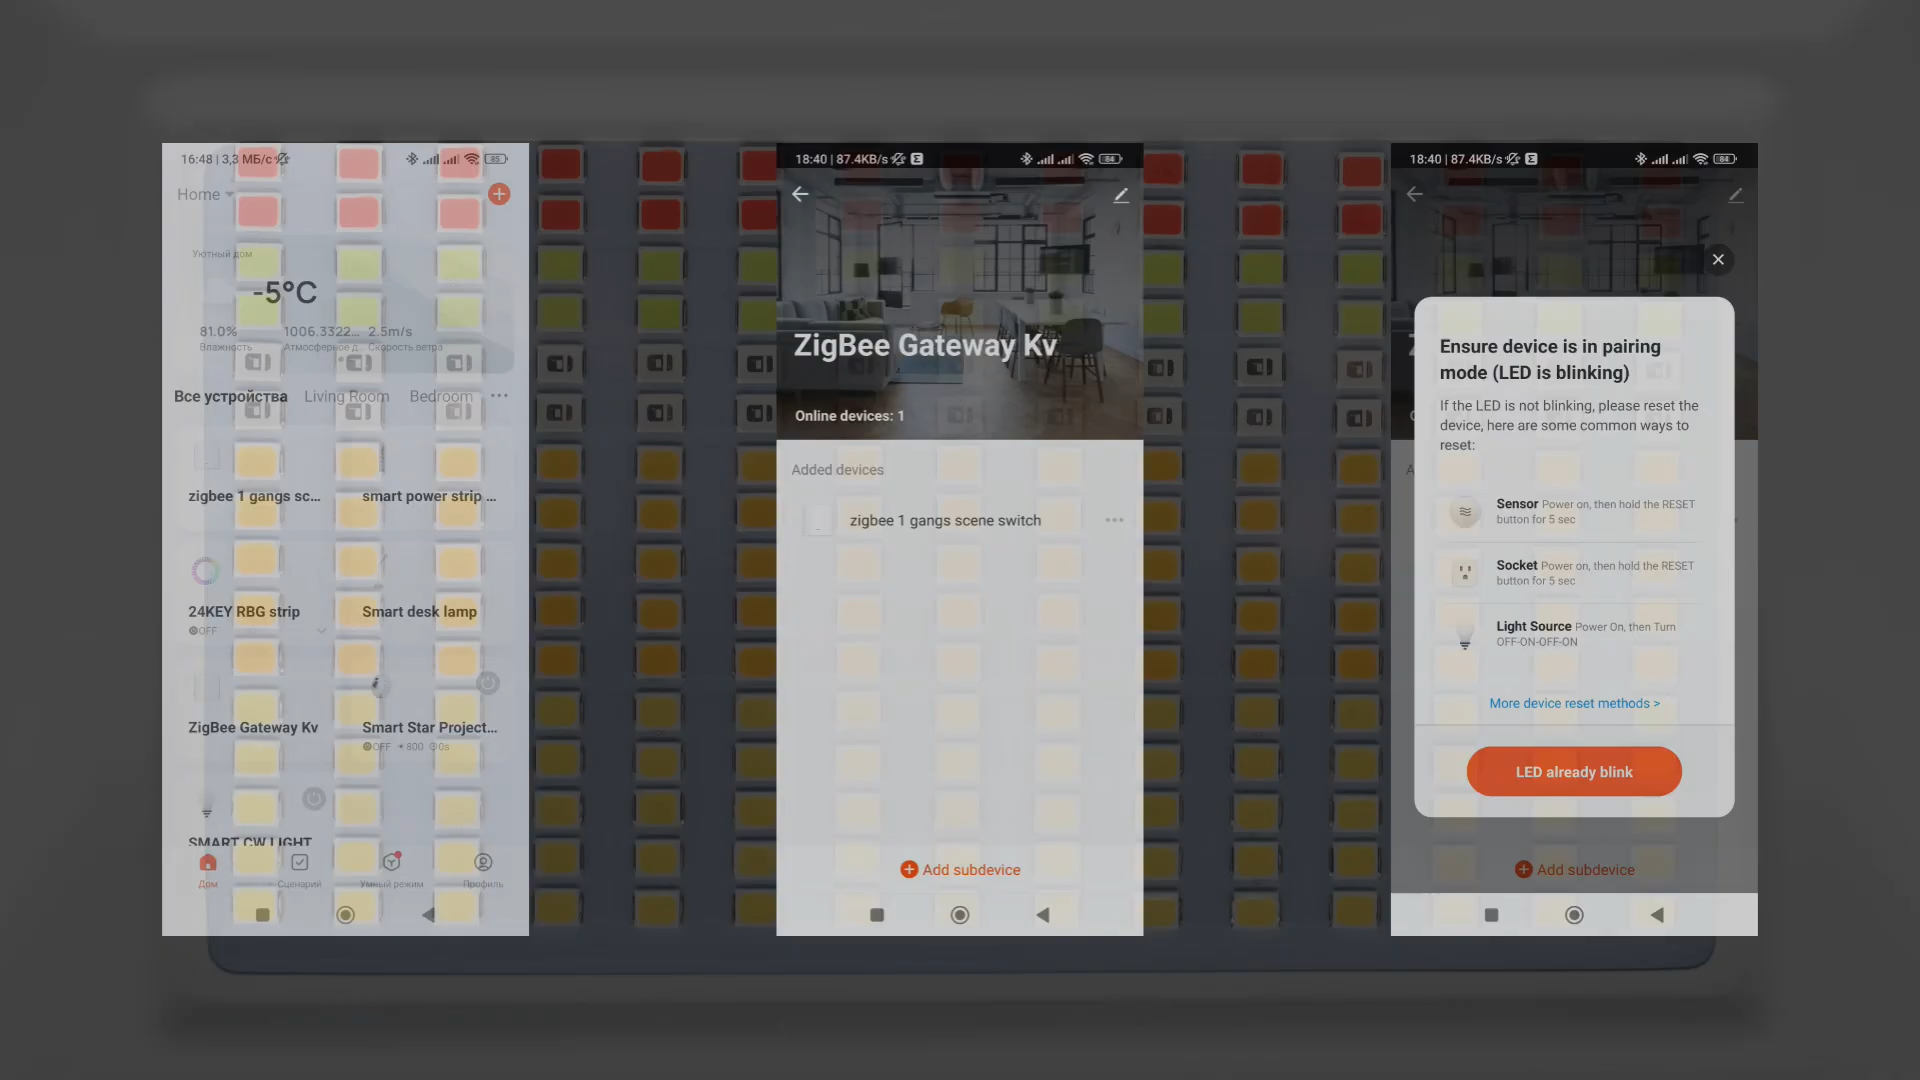 16:48 | 3,3 МБ/с
85
Home
Уютный дом
-5°C
81.0%
1006.3322...
2.5m/s
Влажность
Атмосферное д...
Скорость ветра
Все устройства
Living Room
Bedroom
zigbee 1 gangs sc...
smart power strip ...
24KEY RBG strip
OFF
Smart desk lamp
ZigBee Gateway Kv
Smart Star Project...
OFF
800
0s
SMART CW LIGHT
Дом
Сценарий
Умный режим
Профиль
18:40 | 87.4KB/s
84
ZigBee Gateway Kv
Online devices: 1
Added devices
zigbee 1 gangs scene switch
Add subdevice
18:40 | 87.4KB/s
84
Ensure device is in pairing
mode (LED is blinking)
If the LED is not blinking, please reset the
device, here are some common ways to
reset:
Sensor Power on, then hold the RESET
button for 5 sec
Socket Power on, then hold the RESET
button for 5 sec
Light Source Power On, then Turn
OFF-ON-OFF-ON
More device reset methods >
LED already blink
Add subdevice